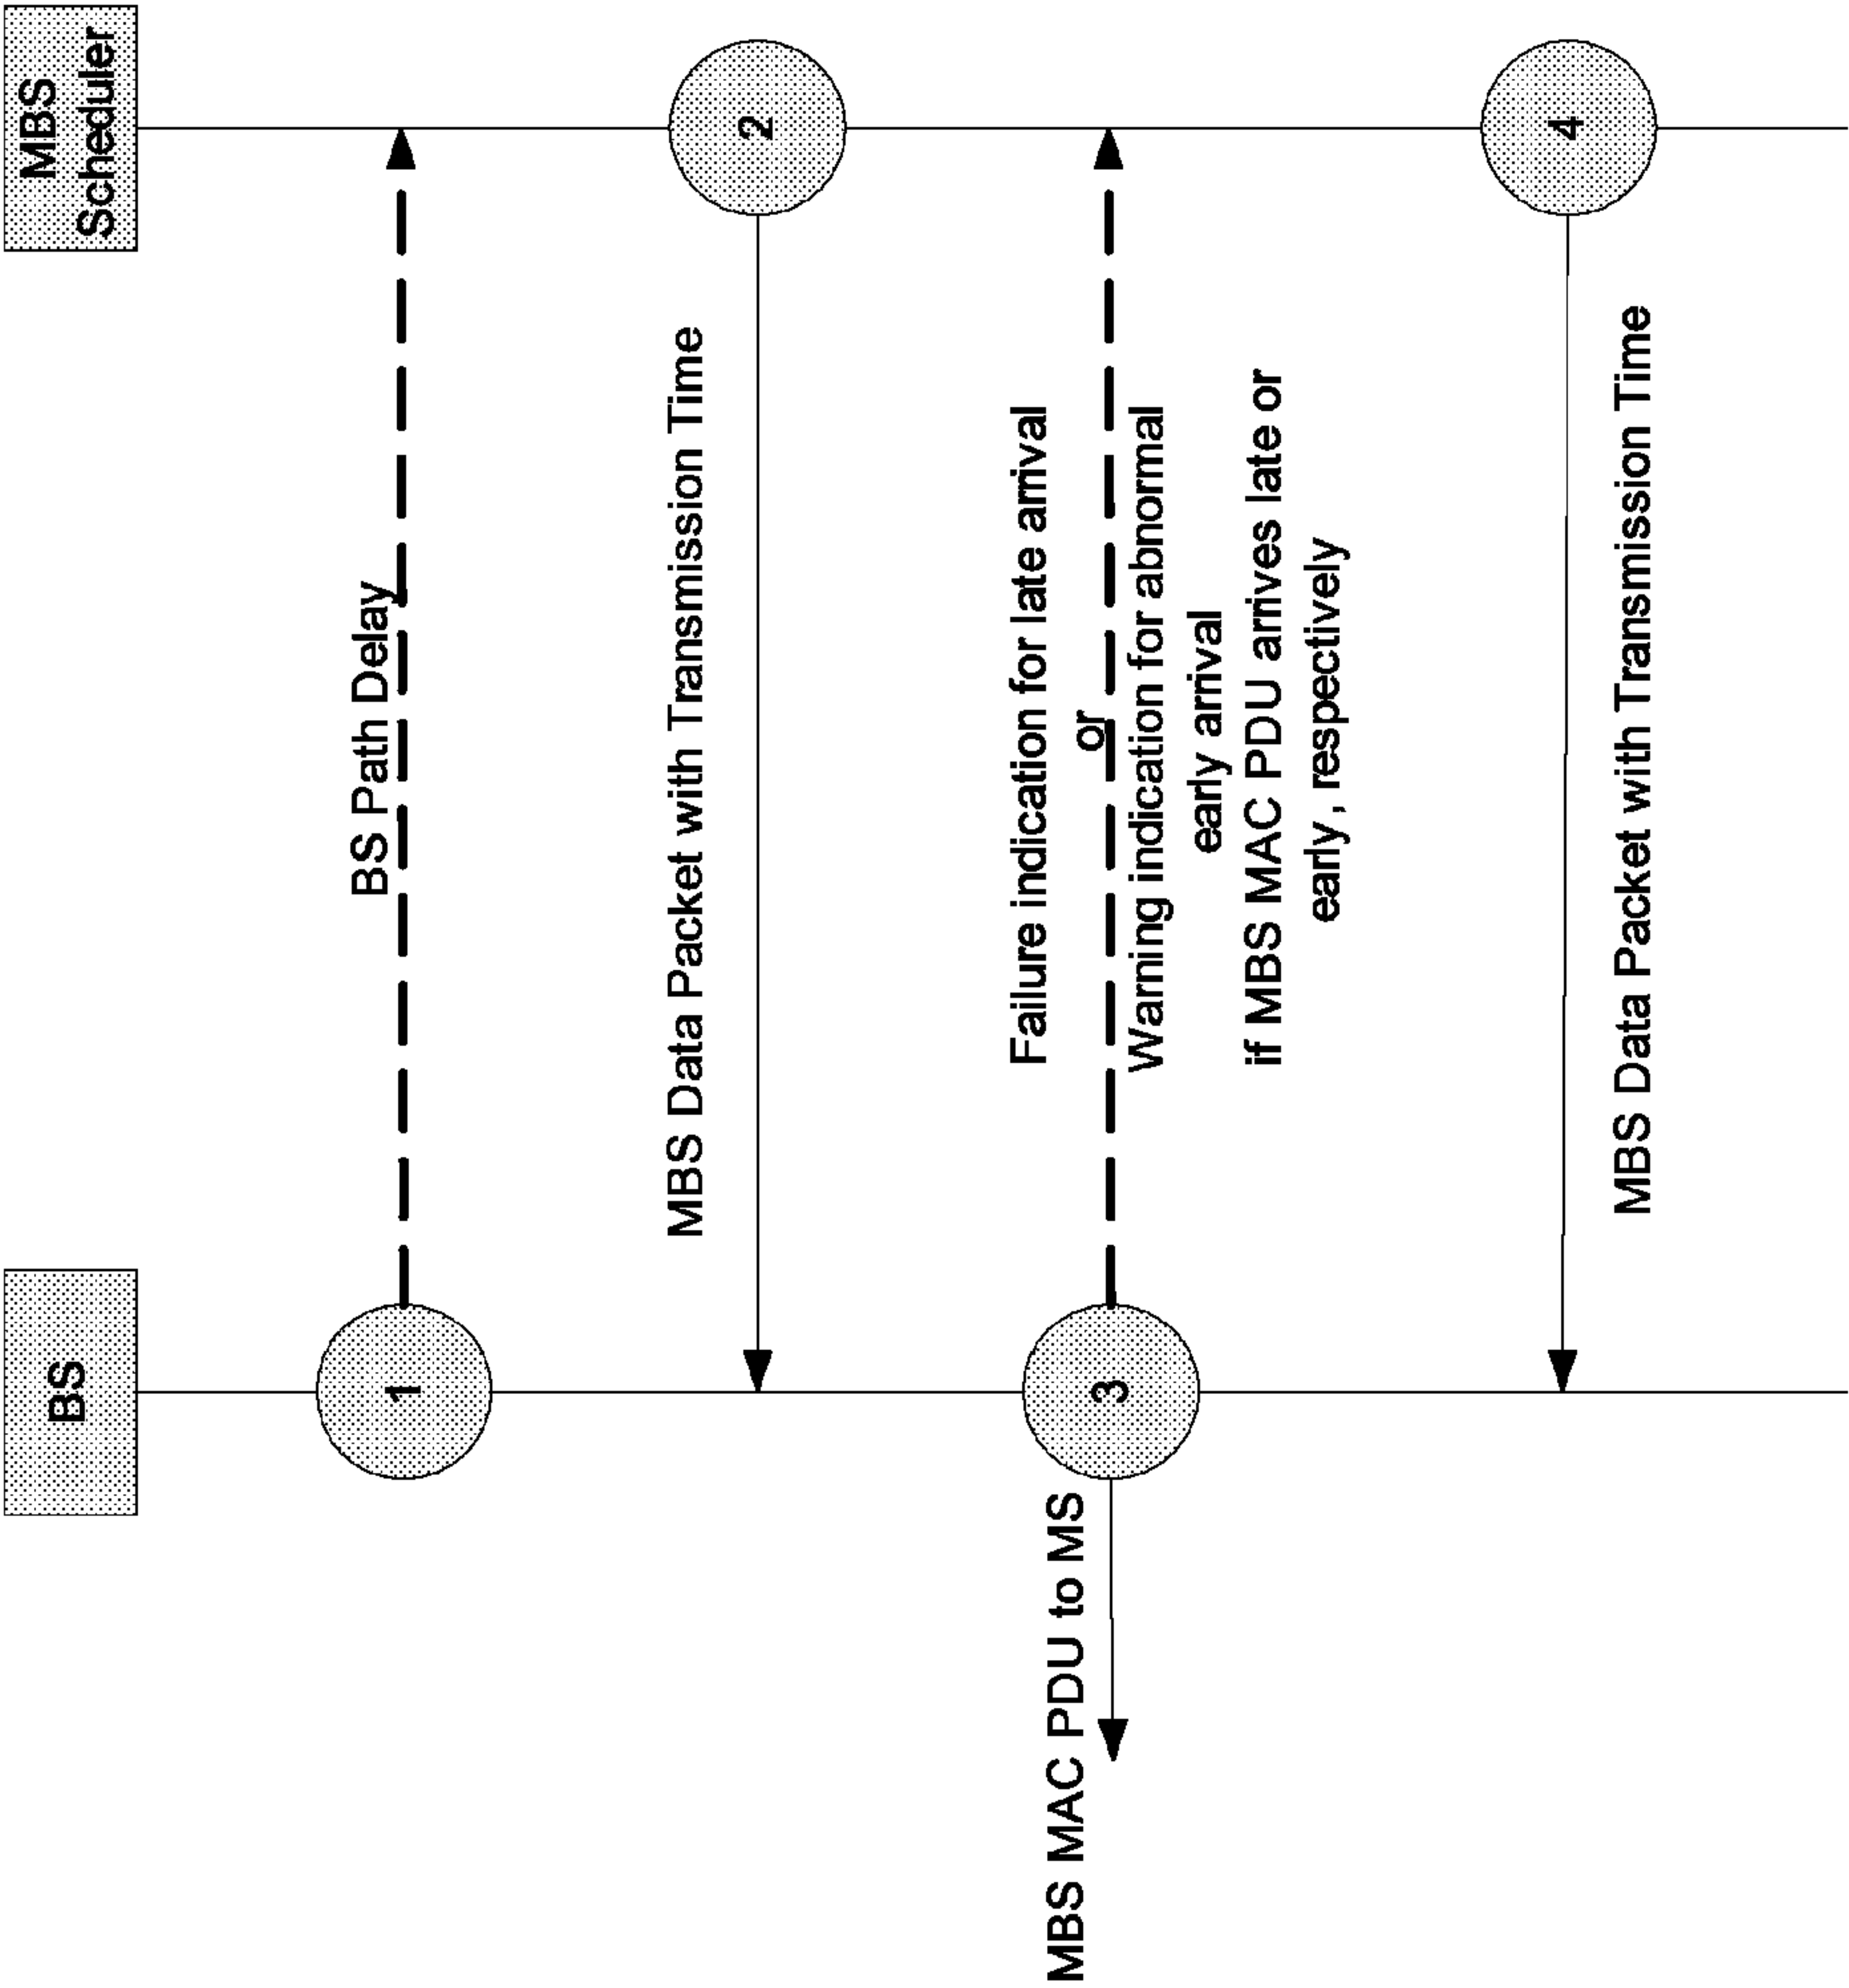 BS
MBS
Scheduler
1
BS Path Delay
2
MBS Data Packet with Transmission Time
3
MBS MAC PDU to MS
Failure indication for late arrival
or
Warning indication for abnormal
early arrival
if MBS MAC PDU arrives late or
early, respectively
4
MBS Data Packet with Transmission Time